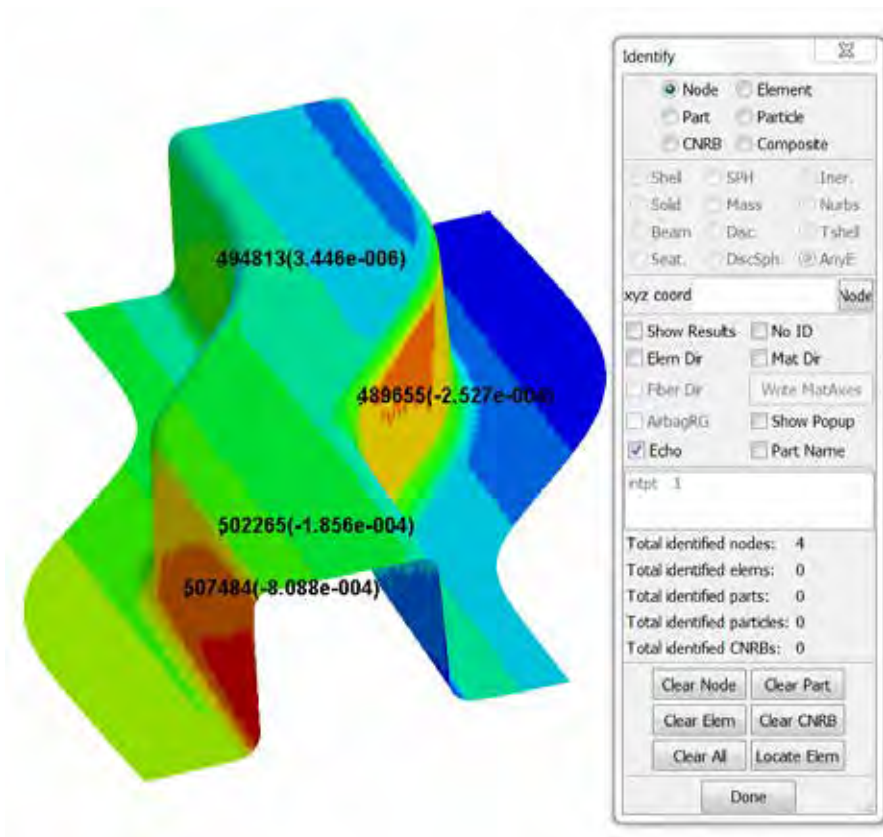 494813(3.446e-006)
489655(-2.527e-004)
502265(-1.856e-004)
507484(-8.088e-004)
Identify
Node Element
Part Particle
CNRB Composite
Shell SPH Iner.
Solid Mass Nurbs
Beam Disc Tshell
Seat. DscSph. AnyE
xyz coord Node
Show Results No ID
Elem Dir Mat Dir
Fiber Dir Write MatAxes
AirbagRG Show Popup
Echo Part Name
intpt 1
Total identified nodes: 4
Total identified elems: 0
Total identified parts: 0
Total identified particles: 0
Total identified CNRBs: 0
Clear Node Clear Part
Clear Elem Clear CNRB
Clear All Locate Elem
Done